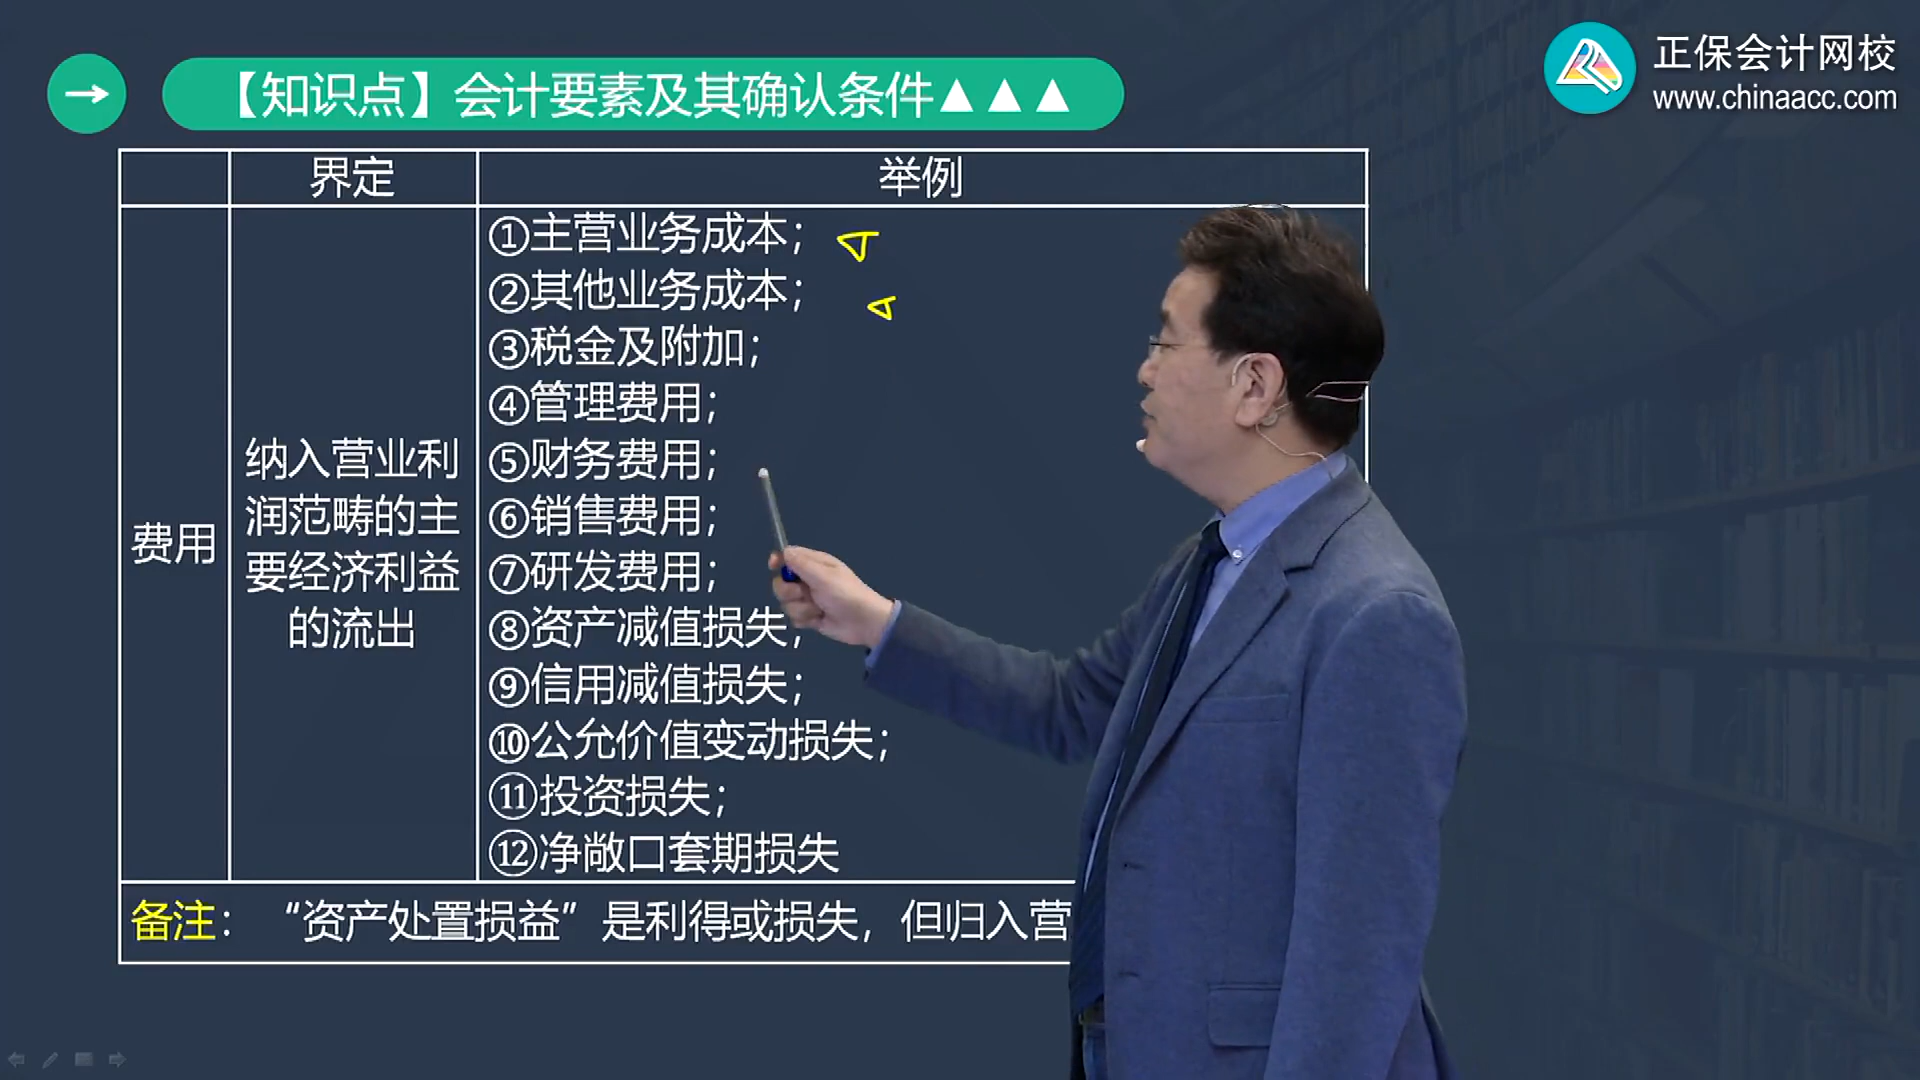 【知识点】会计要素及其确认条件▲▲▲
正保会计网校
www.chinaacc.com
界定
举例
费用
纳入营业利
润范畴的主
要经济利益
的流出
①主营业务成本；
②其他业务成本；
③税金及附加；
④管理费用；
⑤财务费用；
⑥销售费用；
⑦研发费用；
⑧资产减值损失；
⑨信用减值损失；
⑩公允价值变动损失；
⑪投资损失；
⑫净敞口套期损失
备注：“资产处置损益”是利得或损失，但归入营